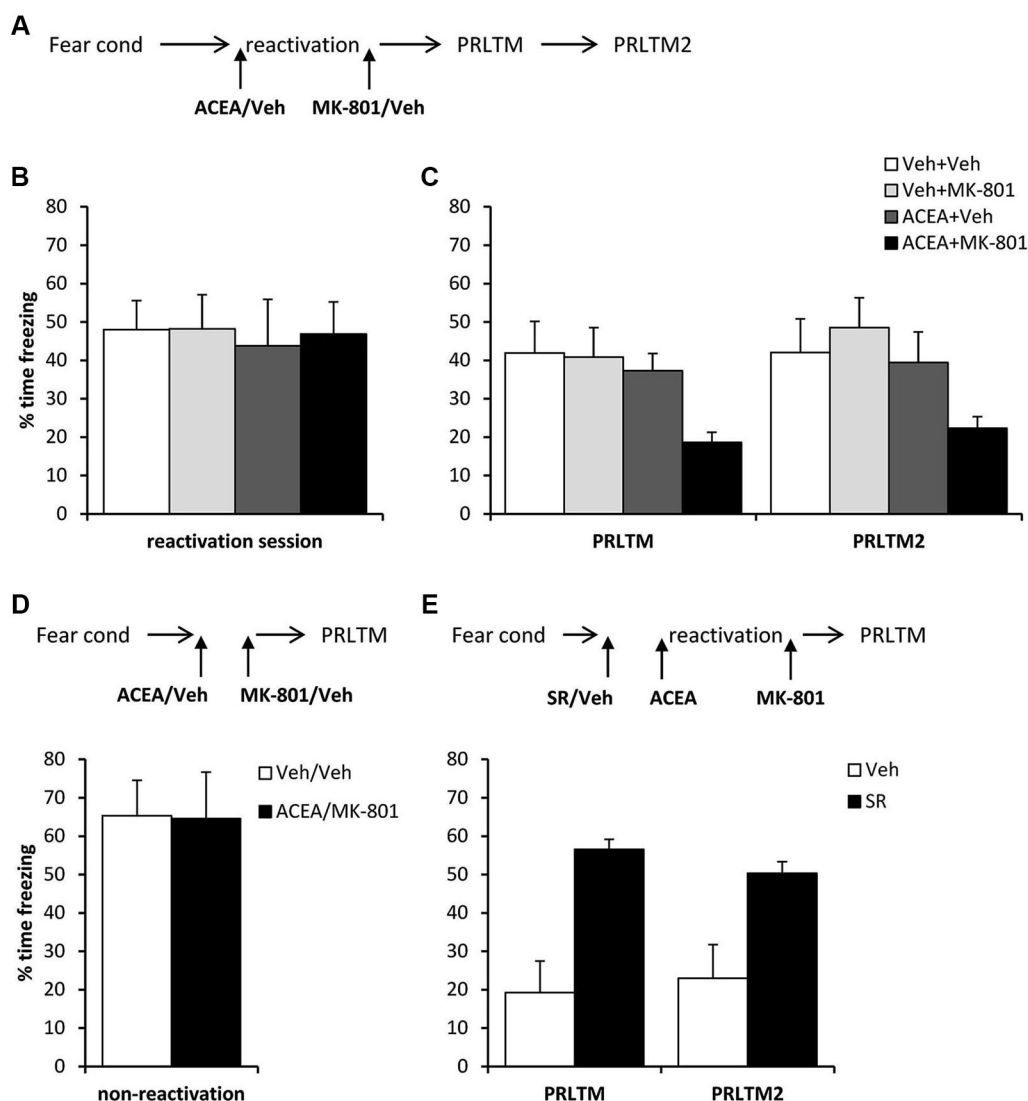 A
Fear cond reactivation PRLTM PRLTM2
ACEA/Veh MK-801/Veh
B
% time freezing
80
70
60
50
40
30
20
10
0
reactivation session
C
Veh+Veh
Veh+MK-801
ACEA+Veh
ACEA+MK-801
80
70
60
50
40
30
20
10
0
PRLTM PRLTM2
D
Fear cond PRLTM
ACEA/Veh MK-801/Veh
% time freezing
80
70
60
50
40
30
20
10
0
Veh/Veh
ACEA/MK-801
non-reactivation
E
Fear cond reactivation PRLTM
SR/Veh ACEA MK-801
80
70
60
50
40
30
20
10
0
Veh
SR
PRLTM PRLTM2